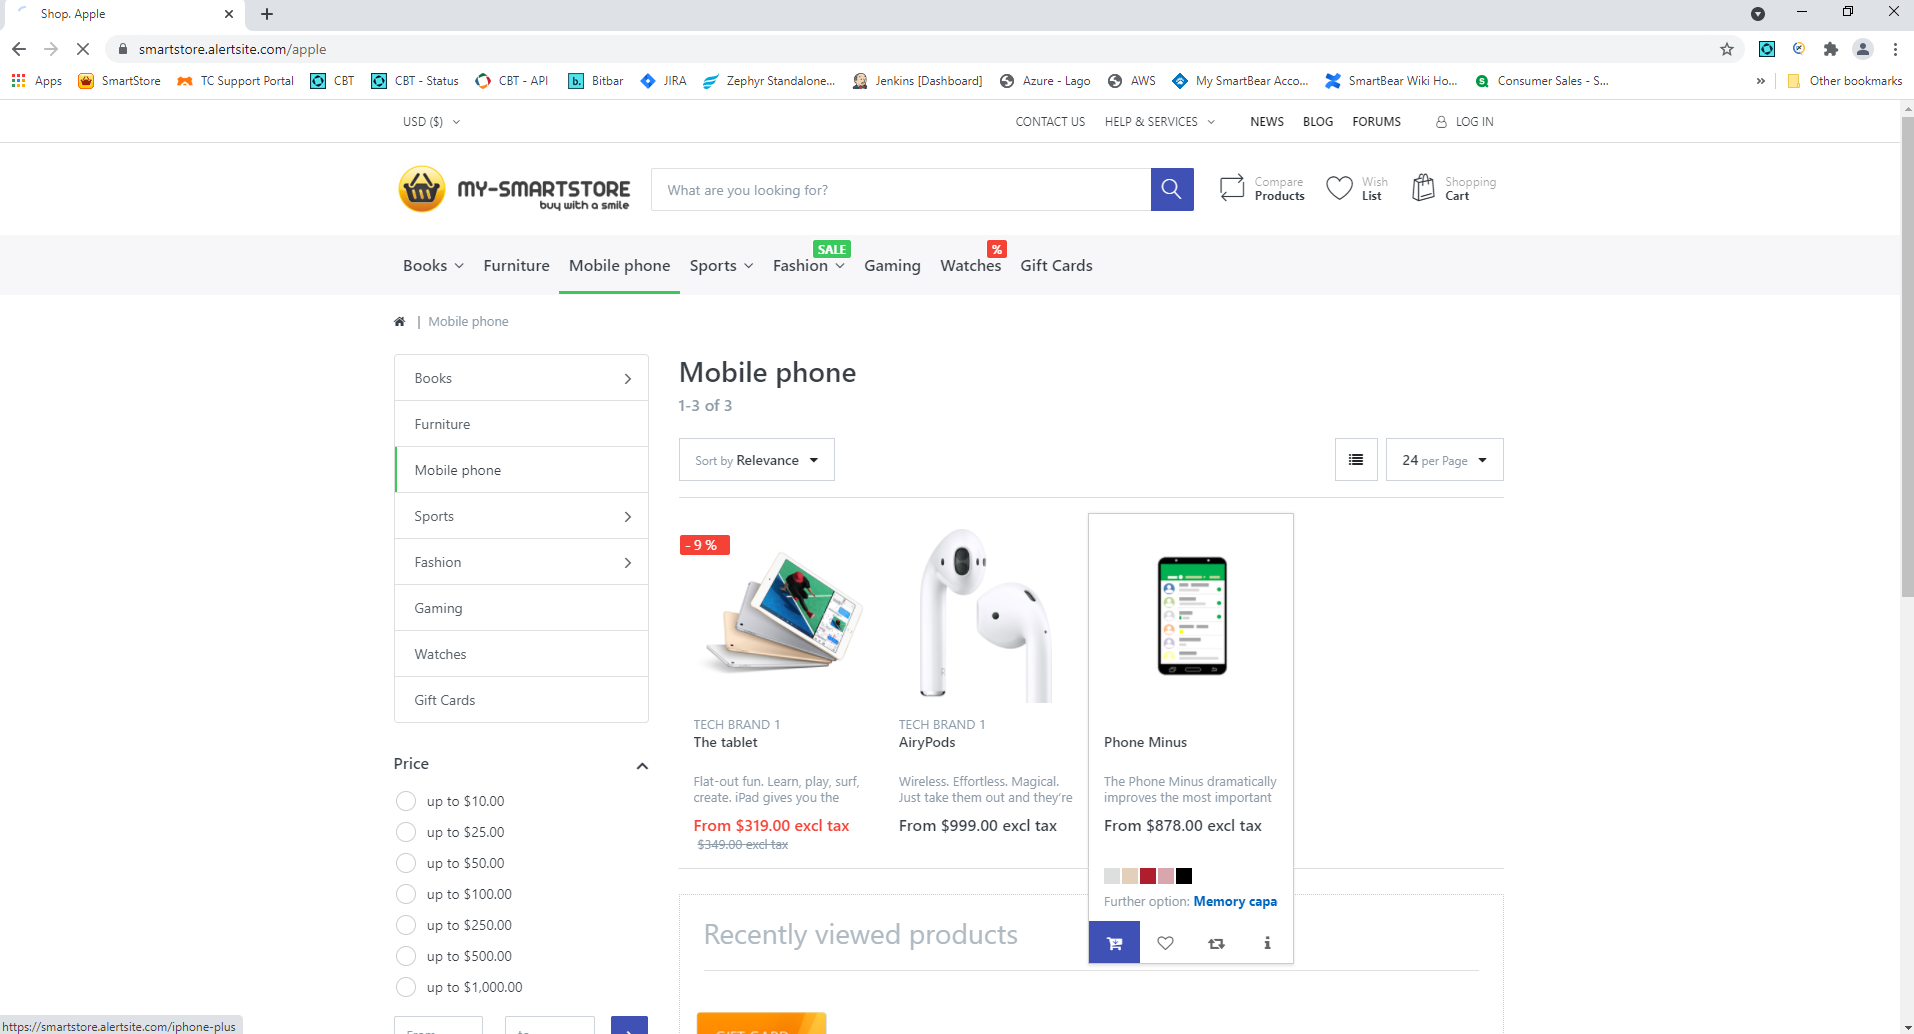 Shop. Apple
smartstore.alertsite.com/apple
Apps SmartStore TC Support Portal CBT CBT - Status CBT - API b. Bitbar JIRA Zephyr Standalone... Jenkins [Dashboard] Azure - Lago AWS My SmartBear Acco... SmartBear Wiki Ho... S Consumer Sales - S... » Other bookmarks
USD ($) CONTACT US HELP & SERVICES NEWS BLOG FORUMS LOG IN
MY-SMARTSTORE
buy with a smile
What are you looking for?
Compare
Products
Wish
List
Shopping
Cart
SALE %
Books Furniture Mobile phone Sports Fashion Gaming Watches Gift Cards
| Mobile phone
Books
Furniture
Mobile phone
Sports
Fashion
Gaming
Watches
Gift Cards
Price
up to $10.00
up to $25.00
up to $50.00
up to $100.00
up to $250.00
up to $500.00
up to $1,000.00
From to
Mobile phone
1-3 of 3
Sort by Relevance 24 per Page
- 9 %
TECH BRAND 1
The tablet
Flat-out fun. Learn, play, surf,
create. iPad gives you the
From $319.00 excl tax
$349.00 excl tax
TECH BRAND 1
AiryPods
Wireless. Effortless. Magical.
Just take them out and they're
From $999.00 excl tax
Phone Minus
The Phone Minus dramatically
improves the most important
From $878.00 excl tax
Further option: Memory capa
Recently viewed products
GIFT CARD
https://smartstore.alertsite.com/iphone-plus